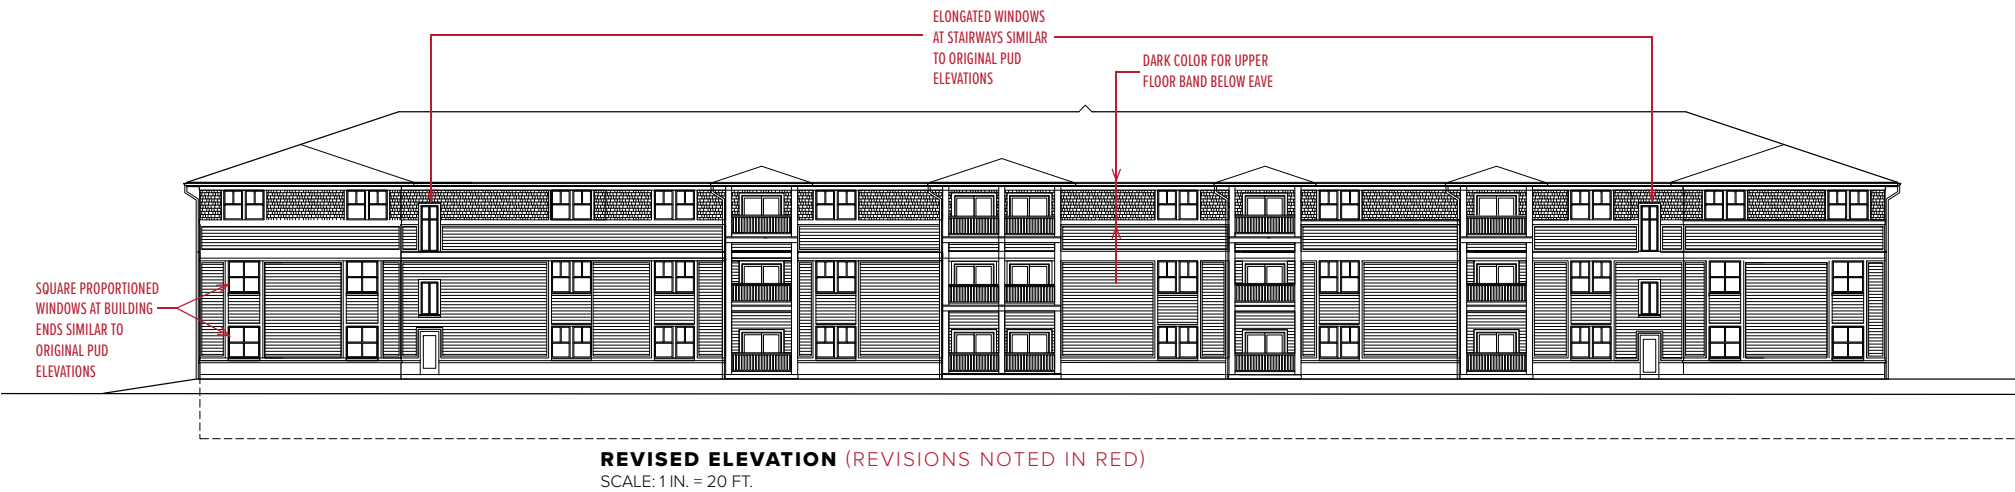 ELONGATED WINDOWS
AT STAIRWAYS SIMILAR
TO ORIGINAL PUD
ELEVATIONS
DARK COLOR FOR UPPER
FLOOR BAND BELOW EAVE
SQUARE PROPORTIONED
WINDOWS AT BUILDING
ENDS SIMILAR TO
ORIGINAL PUD
ELEVATIONS
REVISED ELEVATION (REVISIONS NOTED IN RED)
SCALE: 1 IN. = 20 FT.